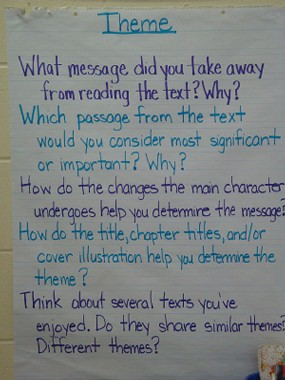 Theme
What message did you take away
from reading the text? Why?
Which passage from the text
would you consider most significant
or important? Why?
How do the changes the main character
undergoes help you determine the message?
How do the title, chapter titles, and/or
cover illustration help you determine the
theme?
Think about several texts you've
enjoyed. Do they share similar themes?
Different themes?